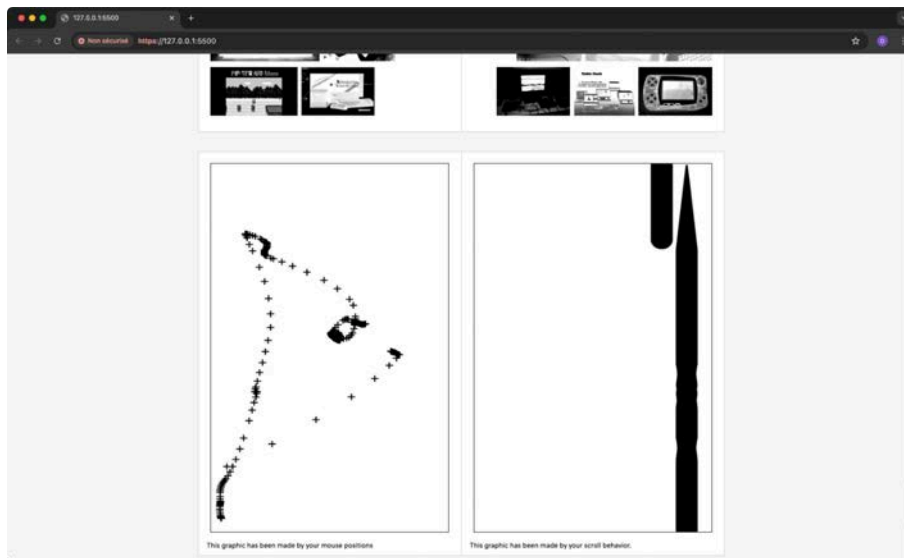 127.0.0.1:5500
Non sécurisé https://127.0.0.1:5500
This graphic has been made by your mouse positions
This graphic has been made by your scroll behavior.